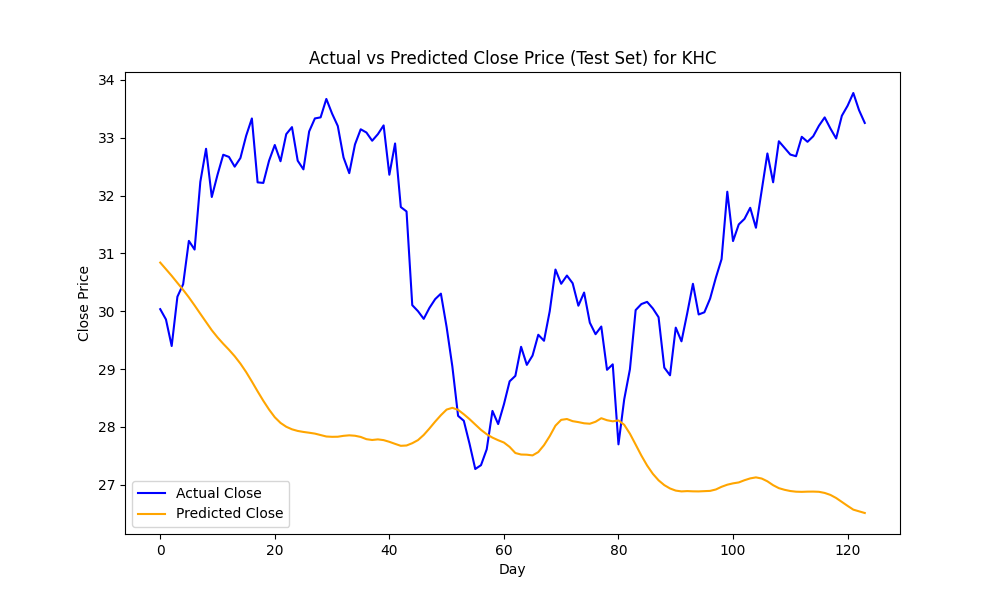 Actual vs Predicted Close Price (Test Set) for KHC
Close Price
34
33
32
31
30
29
28
27
Actual Close
Predicted Close
0 20 40 60 80 100 120
Day